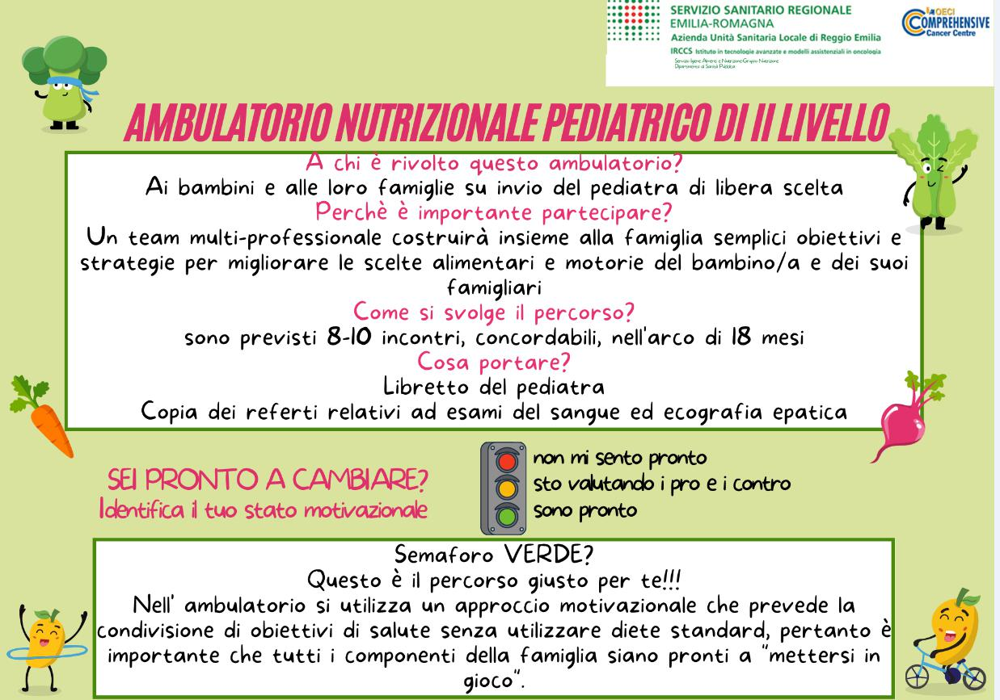 SERVIZIO SANITARIO REGIONALE
EMILIA-ROMAGNA
Azienda Unità Sanitaria Locale di Reggio Emilia
IRCCS Istituto in tecnologie avanzate e modelli assistenziali in oncologia
Servizio Igiene Alimenti e Nutrizione-Gruppo Nutrizione
Dipartimento di Sanità Pubblica
OECI
COMPREHENSIVE
Cancer Centre
AMBULATORIO NUTRIZIONALE PEDIATRICO DI II LIVELLO
A chi è rivolto questo ambulatorio?
Ai bambini e alle loro famiglie su invio del pediatra di libera scelta
Perchè è importante partecipare?
Un team multi-professionale costruirà insieme alla famiglia semplici obiettivi e
strategie per migliorare le scelte alimentari e motorie del bambino/a e dei suoi
famigliari
Come si svolge il percorso?
sono previsti 8-10 incontri, concordabili, nell'arco di 18 mesi
Cosa portare?
Libretto del pediatra
Copia dei referti relativi ad esami del sangue ed ecografia epatica
SEI PRONTO A CAMBIARE?
Identifica il tuo stato motivazionale
non mi sento pronto
sto valutando i pro e i contro
sono pronto
Semaforo VERDE?
Questo è il percorso giusto per te!!!
Nell' ambulatorio si utilizza un approccio motivazionale che prevede la
condivisione di obiettivi di salute senza utilizzare diete standard, pertanto è
importante che tutti i componenti della famiglia siano pronti a "mettersi in
gioco".